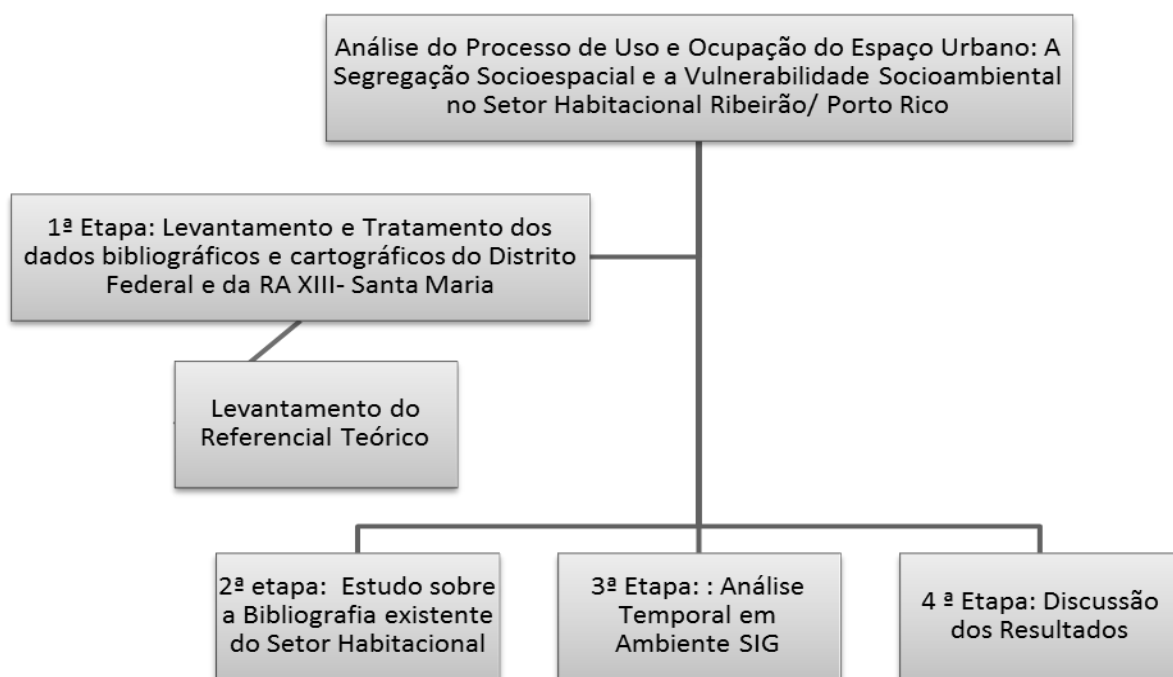 Análise do Processo de Uso e Ocupação do Espaço Urbano: A
Segregação Socioespacial e a Vulnerabilidade Socioambiental
no Setor Habitacional Ribeirão/ Porto Rico
1ª Etapa: Levantamento e Tratamento dos
dados bibliográficos e cartográficos do Distrito
Federal e da RA XIII- Santa Maria
Levantamento do
Referencial Teórico
2ª etapa:  Estudo sobre
a Bibliografia existente
do Setor Habitacional
3ª Etapa: : Análise
Temporal em
Ambiente SIG
4 ª Etapa: Discussão
dos Resultados